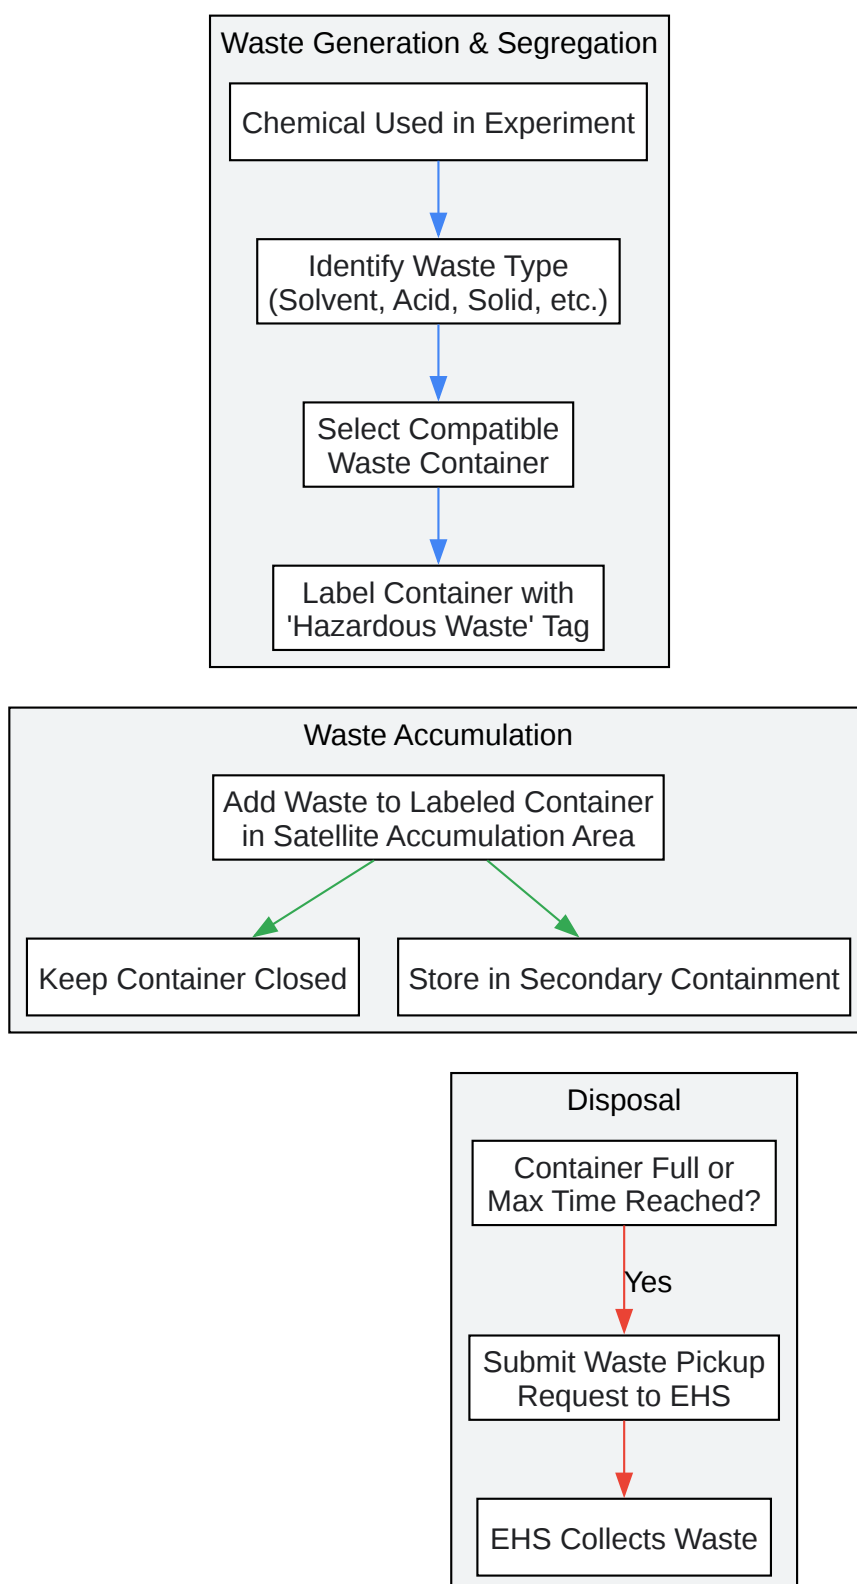 Waste Generation & Segregation
Chemical Used in Experiment
Identify Waste Type
(Solvent, Acid, Solid, etc.)
Select Compatible
Waste Container
Label Container with
'Hazardous Waste' Tag
Waste Accumulation
Add Waste to Labeled Container
in Satellite Accumulation Area
Keep Container Closed
Store in Secondary Containment
Disposal
Container Full or
Max Time Reached?
Yes
Submit Waste Pickup
Request to EHS
EHS Collects Waste